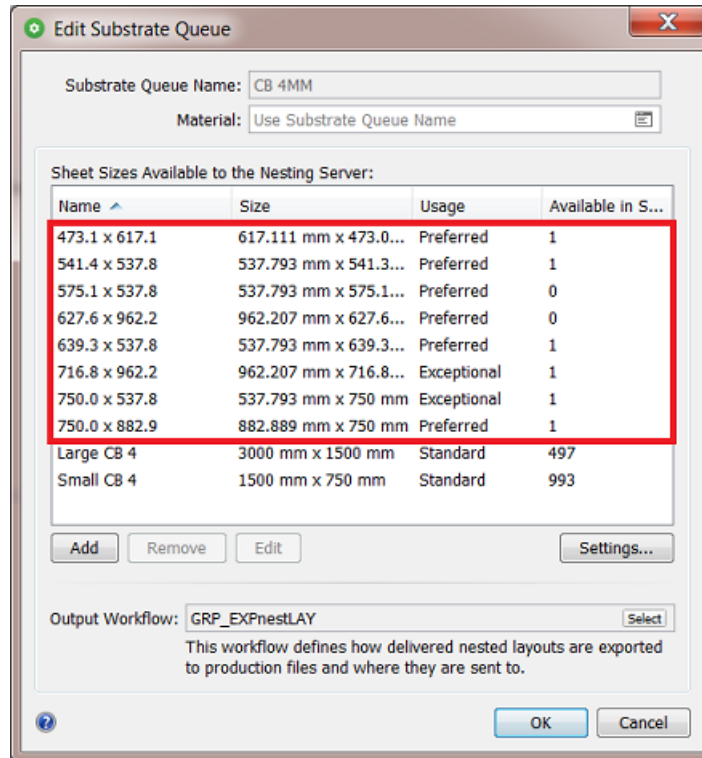 Edit Substrate Queue
Substrate Queue Name: CB 4MM
Material: Use Substrate Queue Name
Sheet Sizes Available to the Nesting Server:
Name Size Usage Available in S...
473.1 x 617.1 617.111 mm x 473.0... Preferred 1
541.4 x 537.8 537.793 mm x 541.3... Preferred 1
575.1 x 537.8 537.793 mm x 575.1... Preferred 0
627.6 x 962.2 962.207 mm x 627.6... Preferred 0
639.3 x 537.8 537.793 mm x 639.3... Preferred 1
716.8 x 962.2 962.207 mm x 716.8... Exceptional 1
750.0 x 537.8 537.793 mm x 750 mm Exceptional 1
750.0 x 882.9 882.889 mm x 750 mm Preferred 1
Large CB 4 3000 mm x 1500 mm Standard 497
Small CB 4 1500 mm x 750 mm Standard 993
Add Remove Edit Settings...
Output Workflow: GRP_EXPnestLAY Select
This workflow defines how delivered nested layouts are exported
to production files and where they are sent to.
? OK Cancel